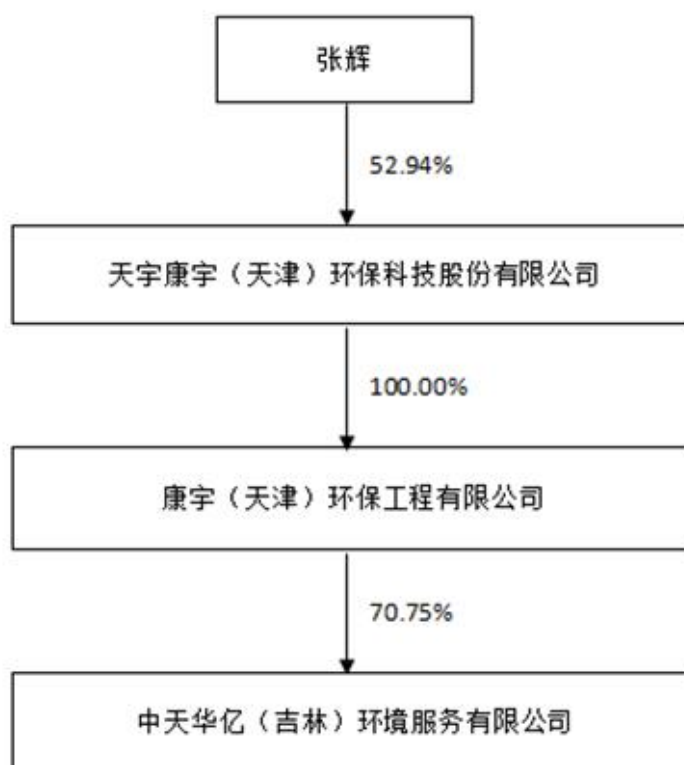 张辉
52.94%
天宇康宇（天津）环保科技股份有限公司
100.00%
康宇（天津）环保工程有限公司
70.75%
中天华亿（吉林）环境服务有限公司